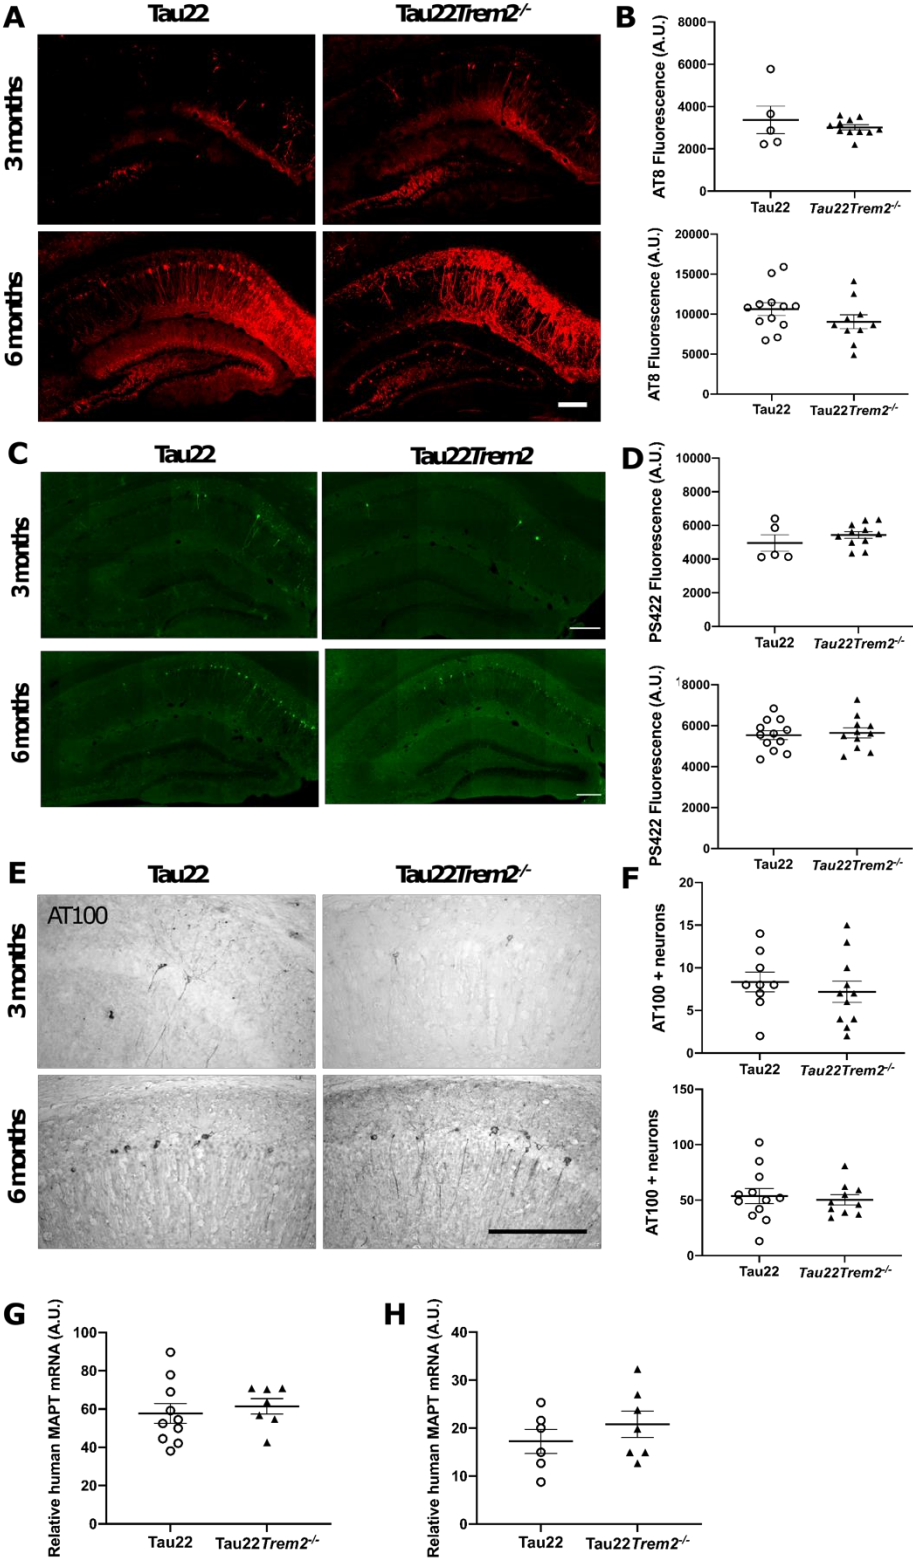 A
Tau22
Tau22Trem2-/-
3 months
6 months
B
AT8 Fluorescence (A.U.)
8000
6000
4000
2000
0
Tau22
Tau22Trem2-/-
AT8 Fluorescence (A.U.)
20000
15000
10000
5000
0
Tau22
Tau22Trem2-/-
C
Tau22
Tau22Trem2
3 months
6 months
D
PS422 Fluorescence (A.U.)
10000
8000
6000
4000
2000
0
Tau22
Tau22Trem2-/-
PS422 Fluorescence (A.U.)
8000
6000
4000
2000
0
Tau22
Tau22Trem2-/-
E
Tau22
Tau22Trem2-/-
3 months
AT100
6 months
F
AT100 + neurons
20
15
10
5
0
Tau22
Tau22Trem2-/-
AT100 + neurons
150
100
50
0
Tau22
Tau22Trem2-/-
G
Relative human MAPT mRNA (A.U.)
100
80
60
40
20
0
Tau22
Tau22Trem2-/-
H
Relative human MAPT mRNA (A.U.)
40
30
20
10
0
Tau22
Tau22Trem2-/-